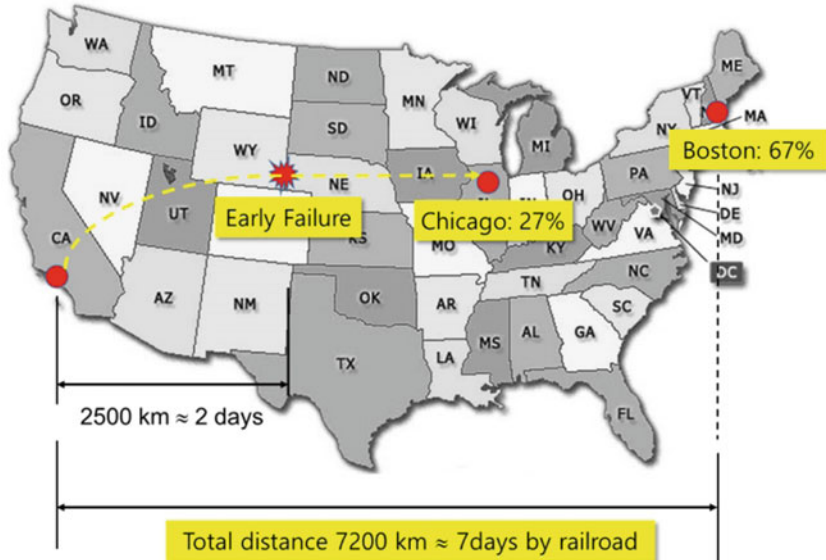 WA
MT
ND
MN
ME
VT
OR
ID
SD
WI
MI
NY
MA
WY
Boston: 67%
NV
UT
NE
IA
PA
OH
NJ
Early Failure
Chicago: 27%
DE
CA
KS
MO
WV
VA
MD
KY
DC
AZ
NM
OK
AR
TN
NC
SC
TX
LA
MS
AL
GA
FL
2500 km ≈ 2 days
Total distance 7200 km ≈ 7days by railroad